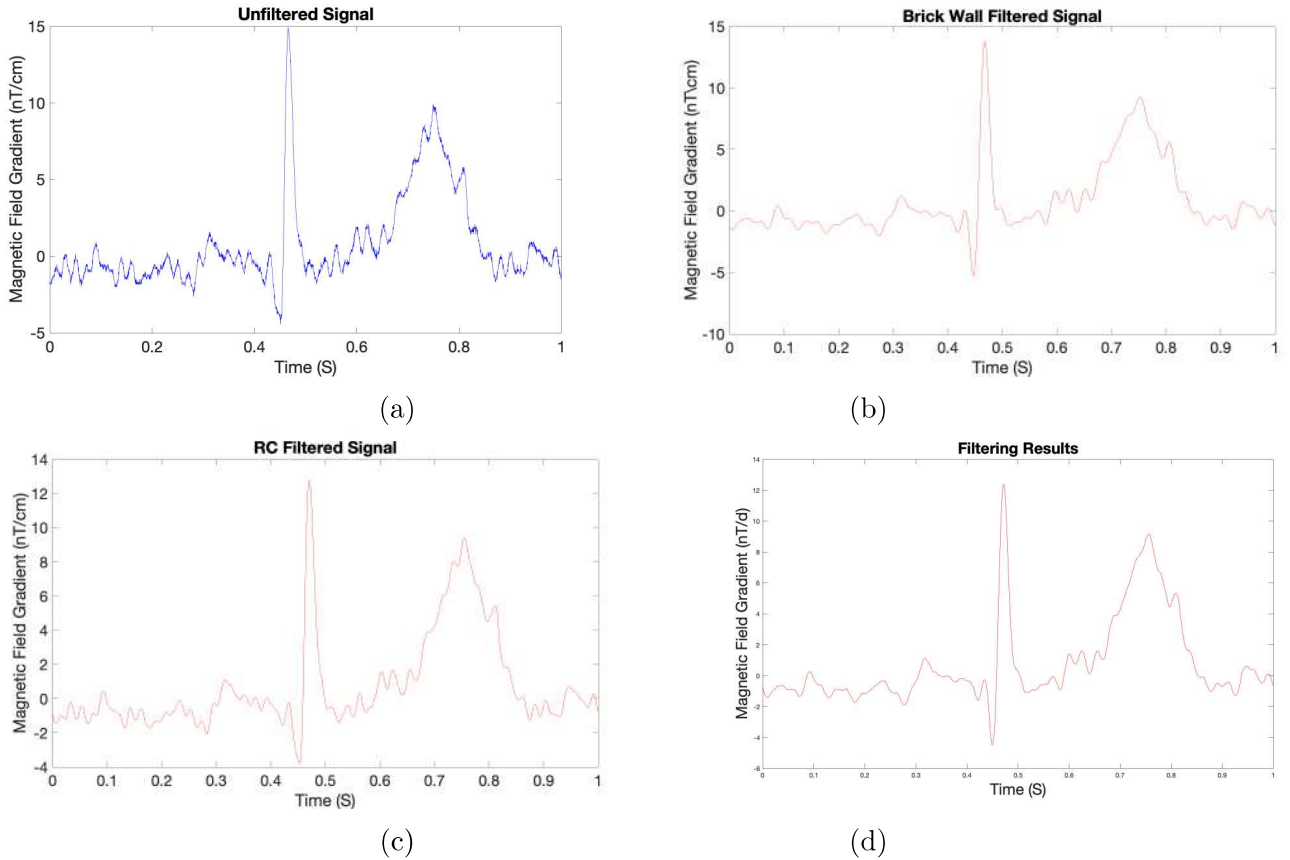 Unfiltered Signal
15
10
5
0
-5
Magnetic Field Gradient (nT/cm)
0 0.2 0.4 0.6 0.8 1
Time (S)
(a)
Brick Wall Filtered Signal
15
10
5
0
-5
-10
Magnetic Field Gradient (nT\cm)
0 0.1 0.2 0.3 0.4 0.5 0.6 0.7 0.8 0.9 1
Time (S)
(b)
RC Filtered Signal
14
12
10
8
6
4
2
0
-2
-4
Magnetic Field Gradient (nT/cm)
0 0.1 0.2 0.3 0.4 0.5 0.6 0.7 0.8 0.9 1
Time (S)
(c)
Filtering Results
14
12
10
8
6
4
2
0
-2
-4
-6
Magnetic Field Gradient (nT/d)
0 0.1 0.2 0.3 0.4 0.5 0.6 0.7 0.8 0.9 1
Time (S)
(d)